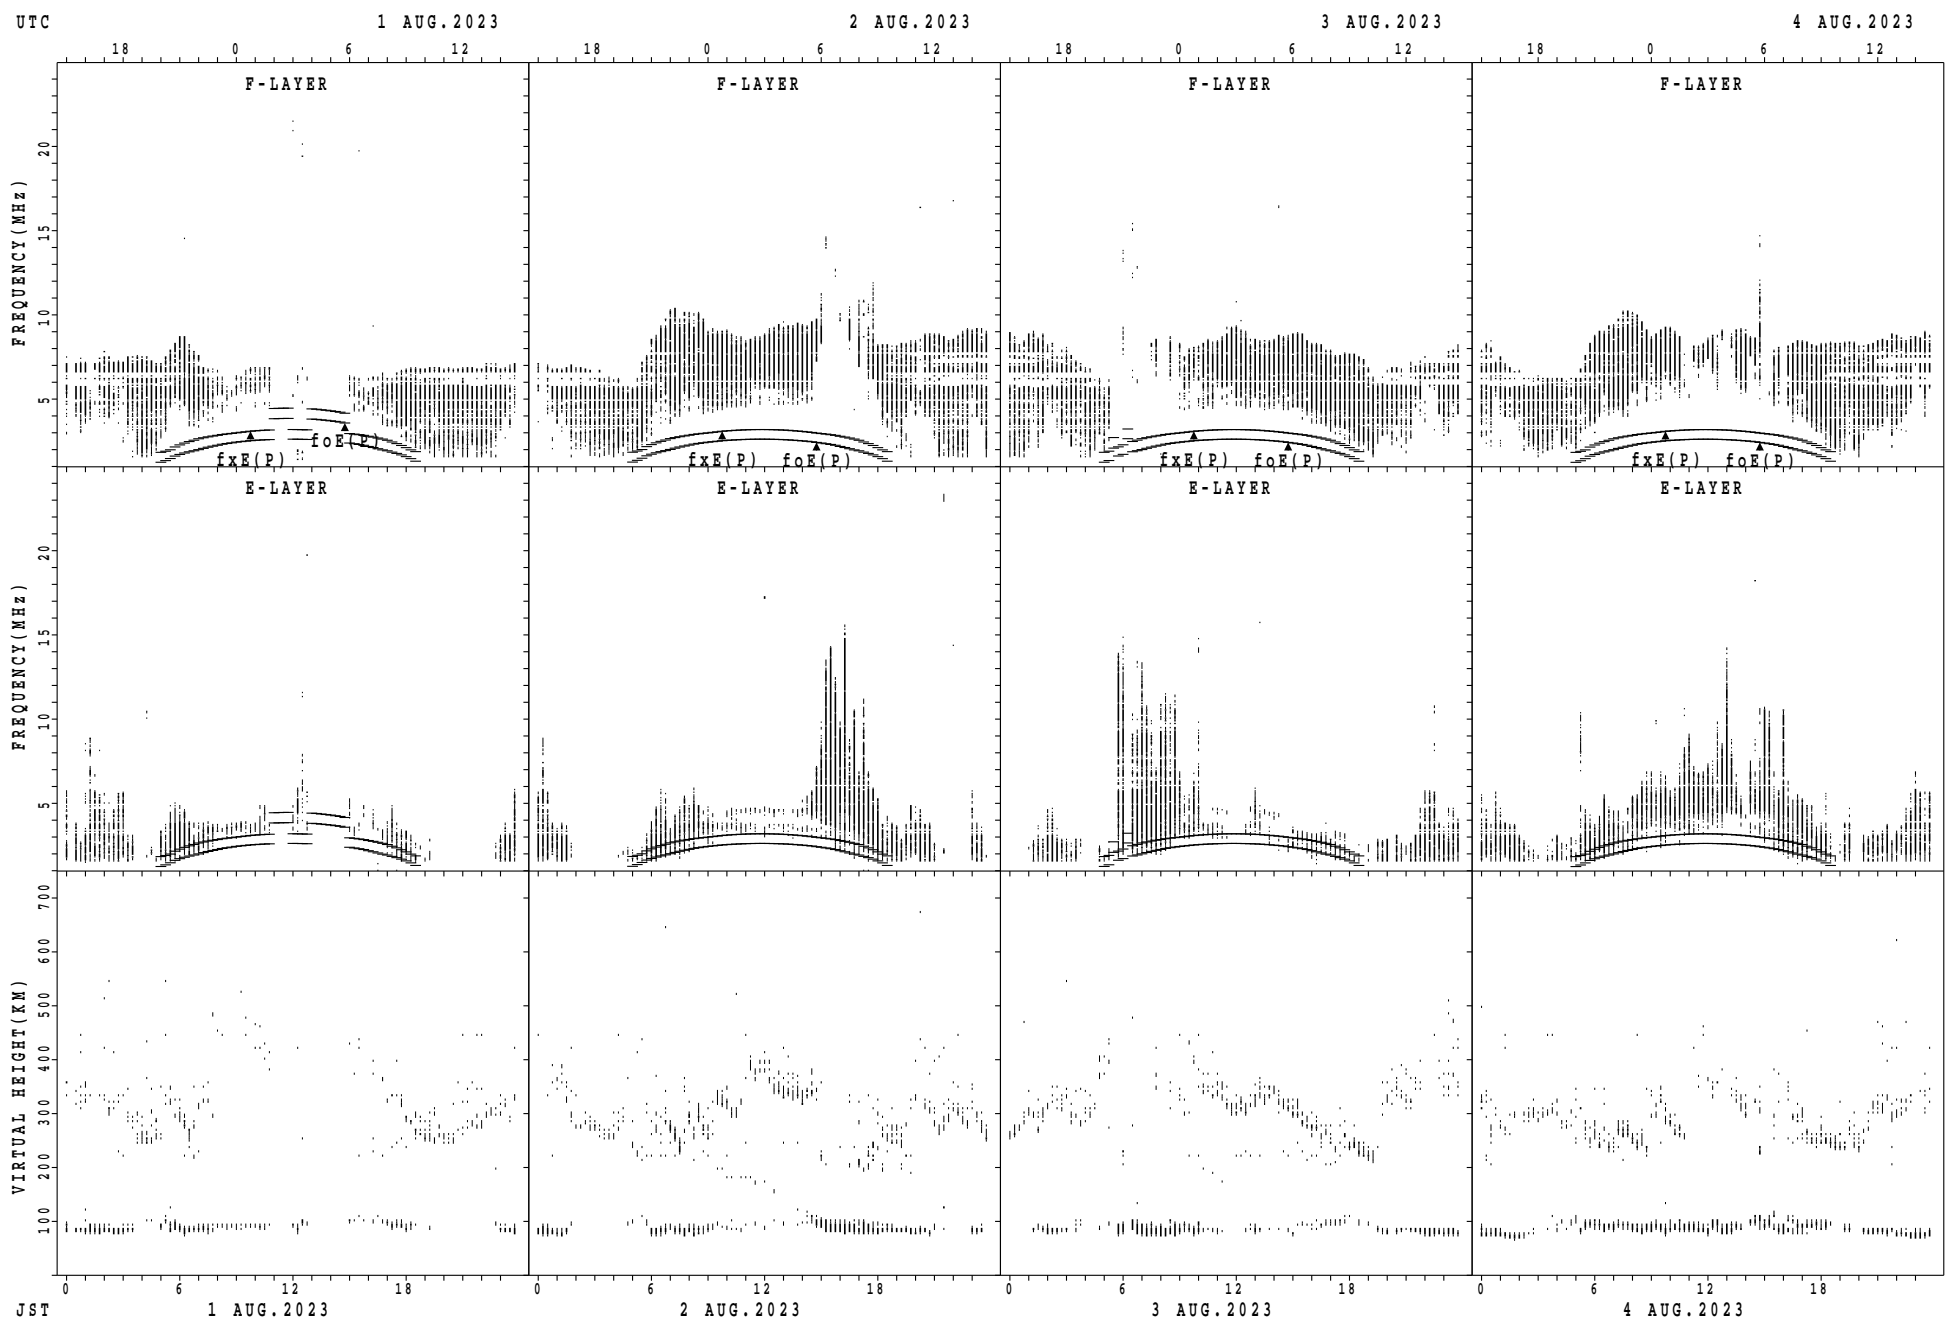 UTC 1 AUG.2023 2 AUG.2023 3 AUG.2023 4 AUG.2023
18 0 6 12 18 0 6 12 18 0 6 12 18 0 6 12
F-LAYER F-LAYER F-LAYER F-LAYER
FREQUENCY(MHz)
20
15
10
5
foE(P)
fxE(P) fxE(P) foE(P) fxE(P) foE(P) fxE(P) foE(P)
E-LAYER E-LAYER E-LAYER E-LAYER
FREQUENCY(MHz)
20
15
10
5
VIRTUAL HEIGHT(KM)
700
600
500
400
300
200
100
0 6 12 18 0 6 12 18 0 6 12 18 0 6 12 18
JST 1 AUG.2023 2 AUG.2023 3 AUG.2023 4 AUG.2023